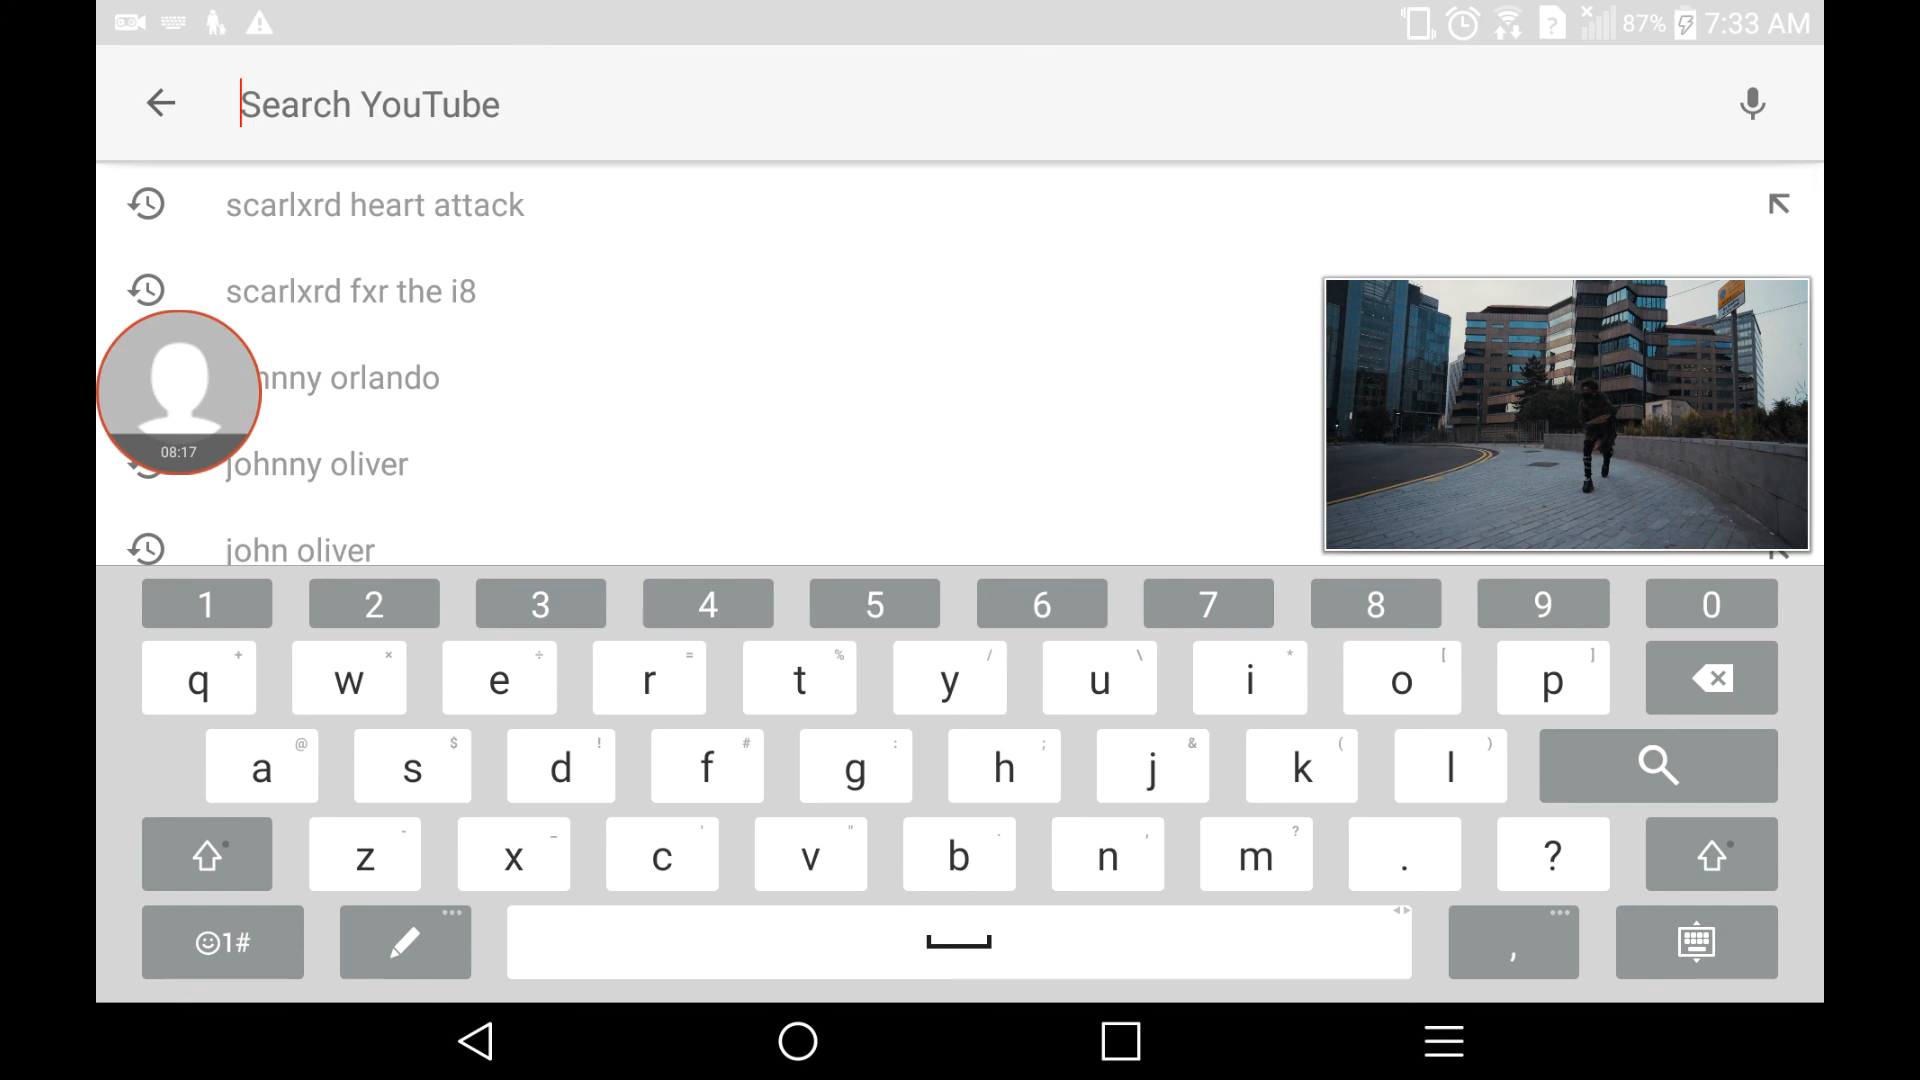 87% 7:33 AM
Search YouTube
scarlxrd heart attack
scarlxrd fxr the i8
nny orlando
08:17
johnny oliver
john oliver
1 2 3 4 5 6 7 8 9 0
+ × ÷ = % / \ * [ ]
q w e r t y u i o p
@ $ ! # : ; & ( )
a s d f g h j k l
- _ ' " . , ?
z x c v b n m . ?
1# ,